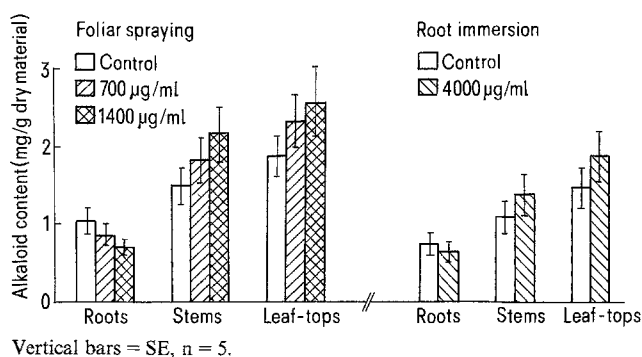 Foliar spraying
Control
700 µg/ml
1400 µg/ml
Root immersion
Control
4000 µg/ml
Alkaloid content (mg/g dry material)
3
2
1
0
Roots Stems Leaf-tops // Roots Stems Leaf-tops
Vertical bars = SE, n = 5.